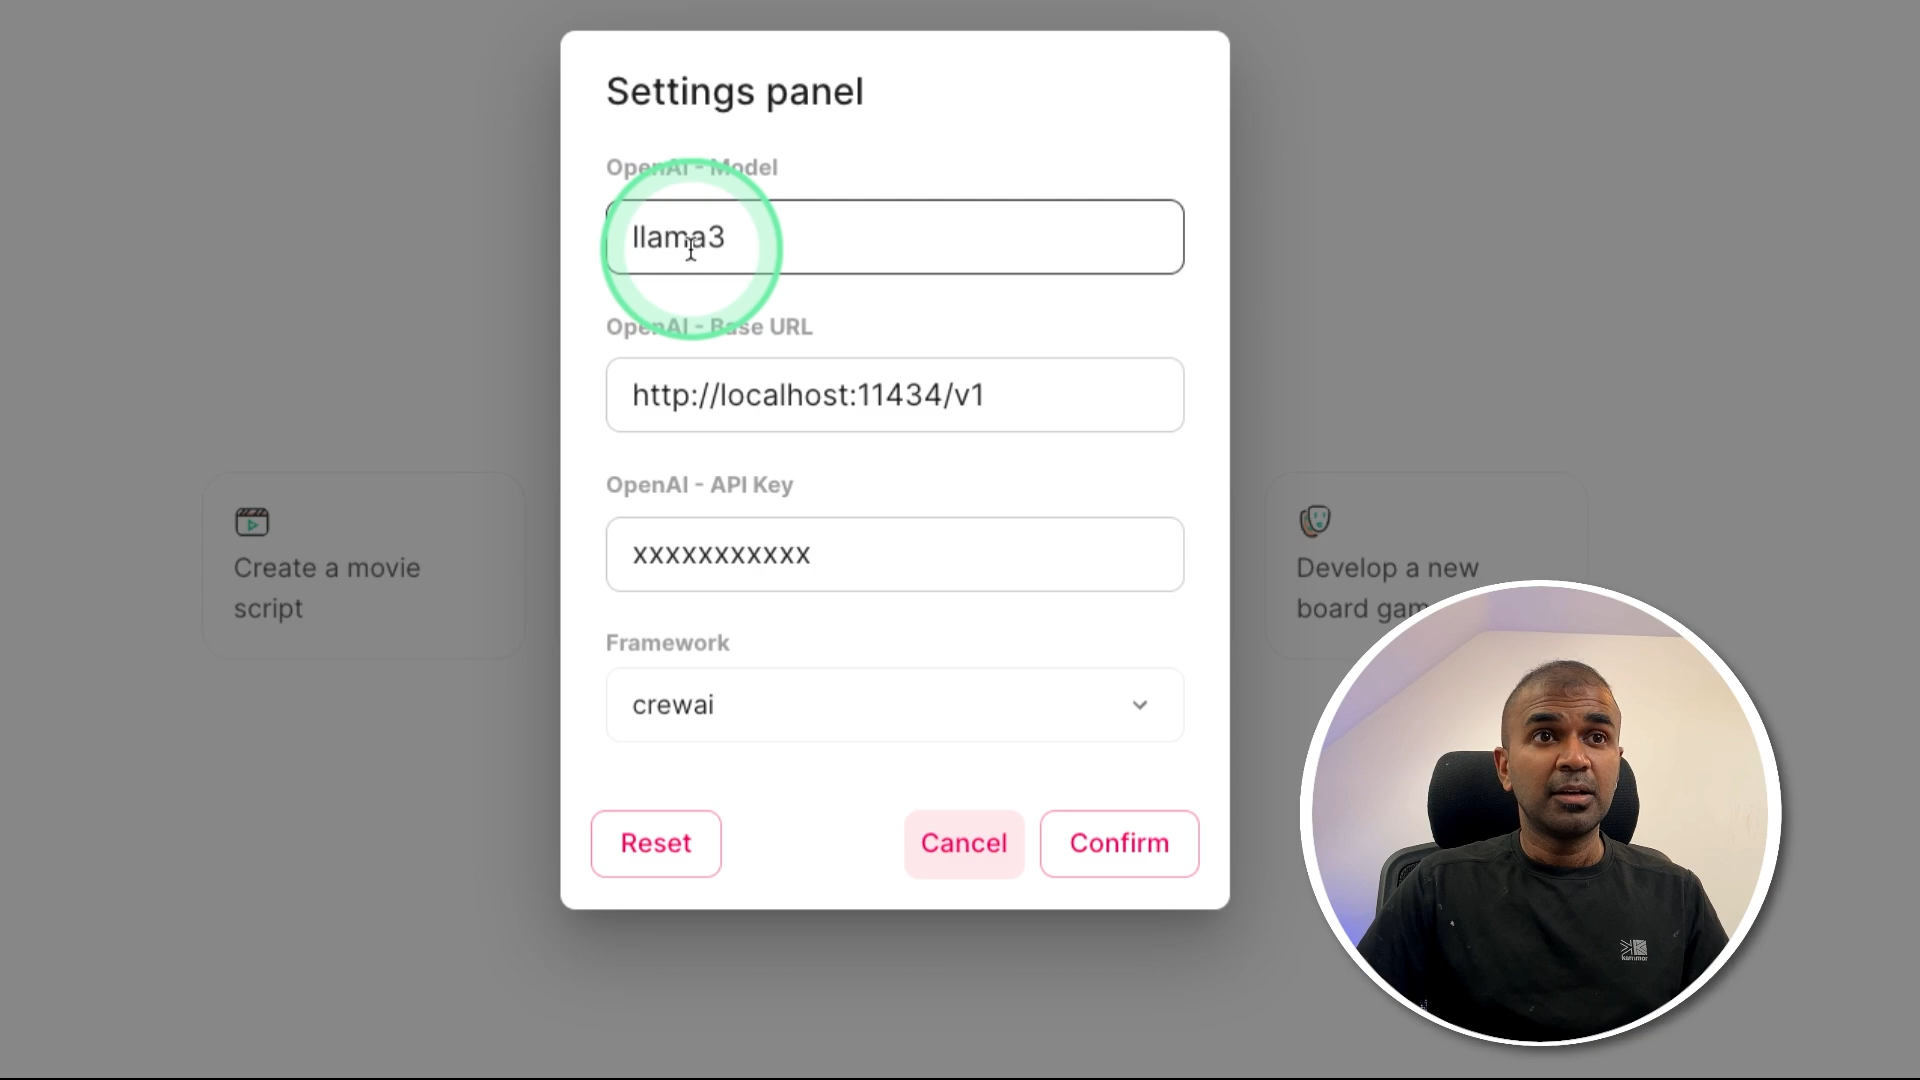 Settings panel
OpenAI - Model
llama3
OpenAI - Base URL
http://localhost:11434/v1
OpenAI - API Key
xxxxxxxxxxx
Framework
crewai
Reset
Cancel
Confirm
Create a movie
script
Develop a new
board gam